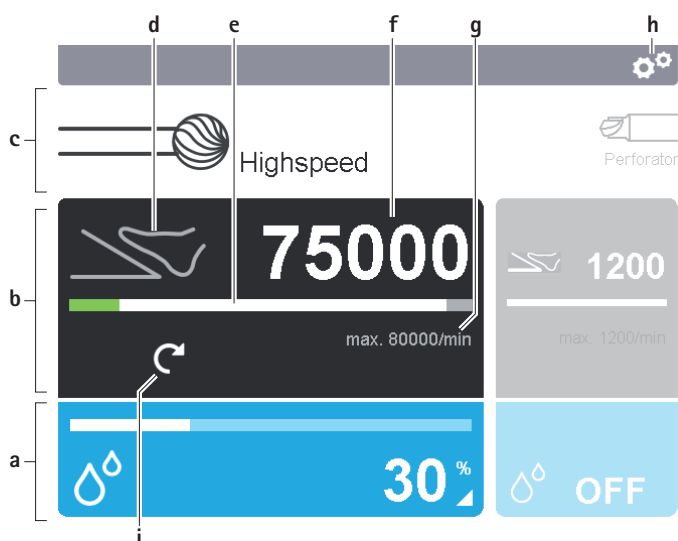 d e f g h
c
Highspeed
Perforator
b
75000
1200
max. 80000/min
max. 1200/min
a
30 %
OFF
i